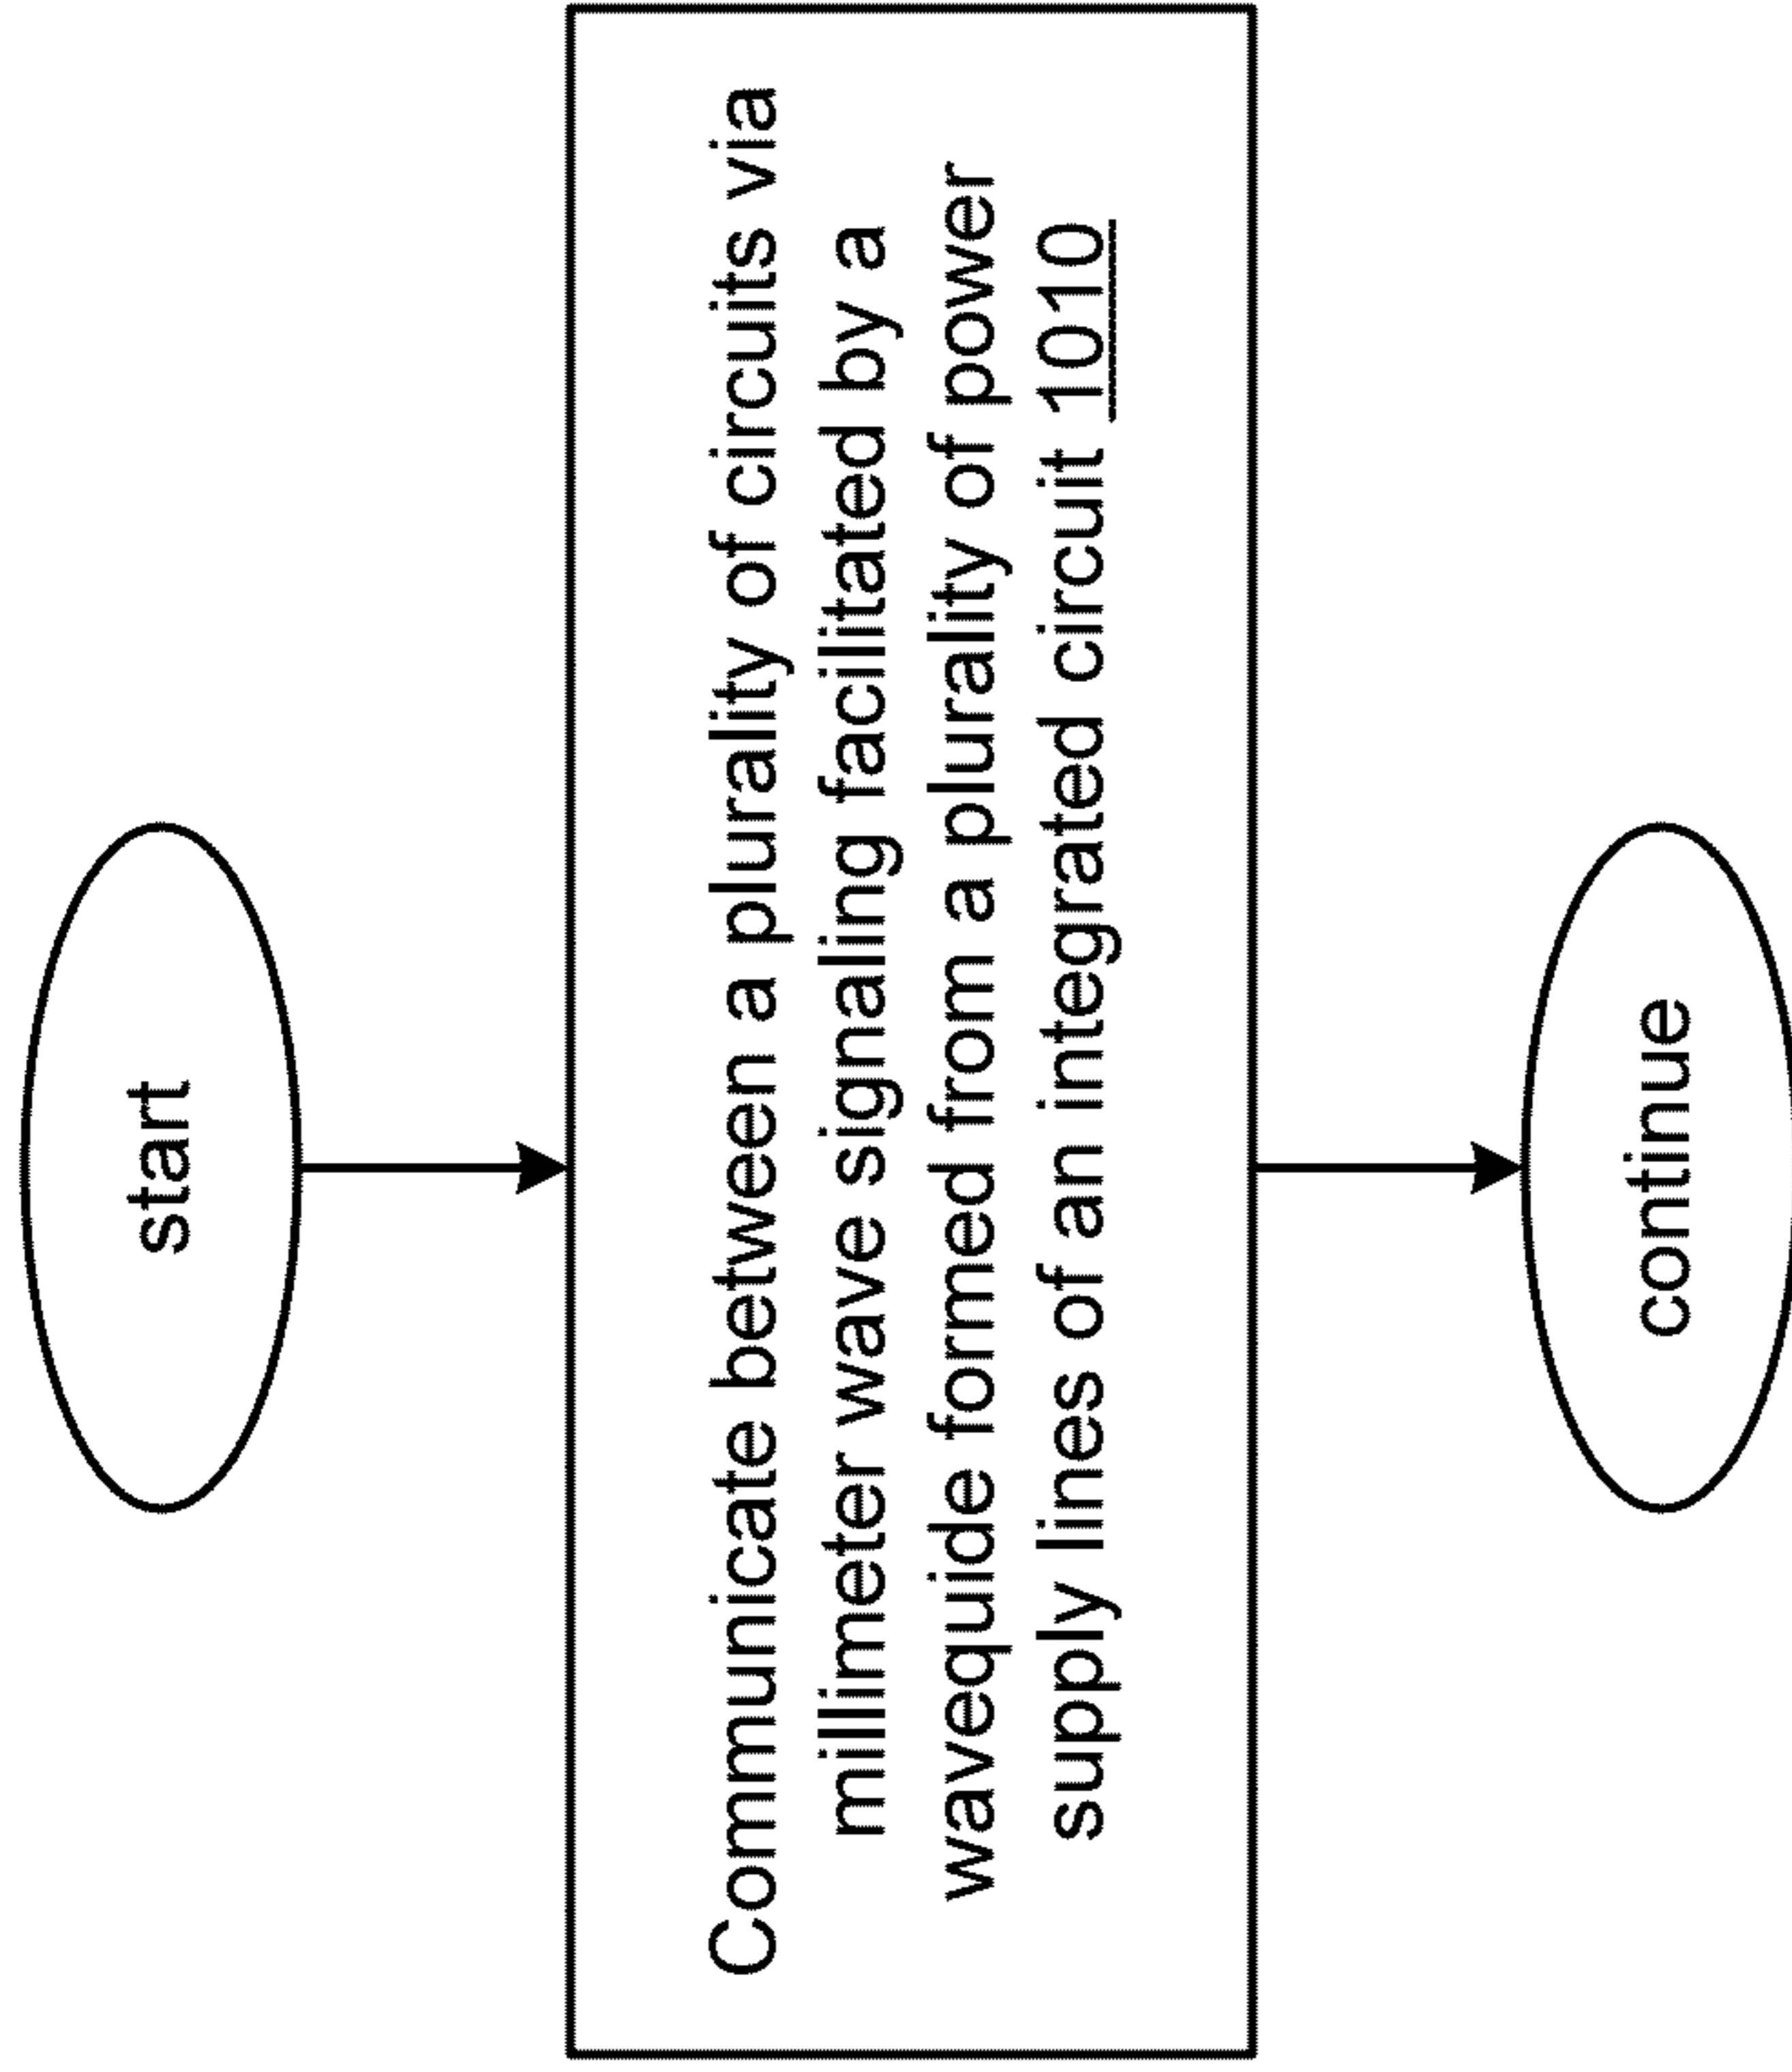 start
Communicate between a plurality of circuits via
millimeter wave signaling facilitated by a
wavequide formed from a plurality of power
supply lines of an integrated circuit 1010
continue